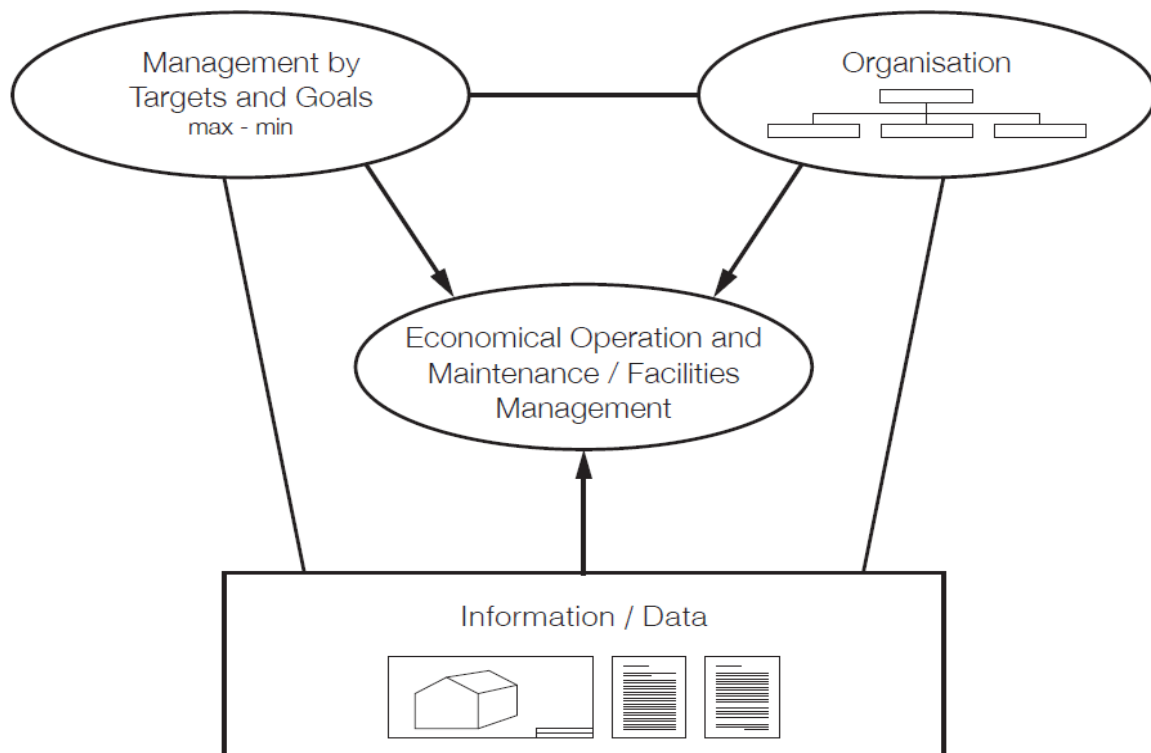 Management by
Targets and Goals
max - min
Organisation
Economical Operation and
Maintenance / Facilities
Management
Information / Data